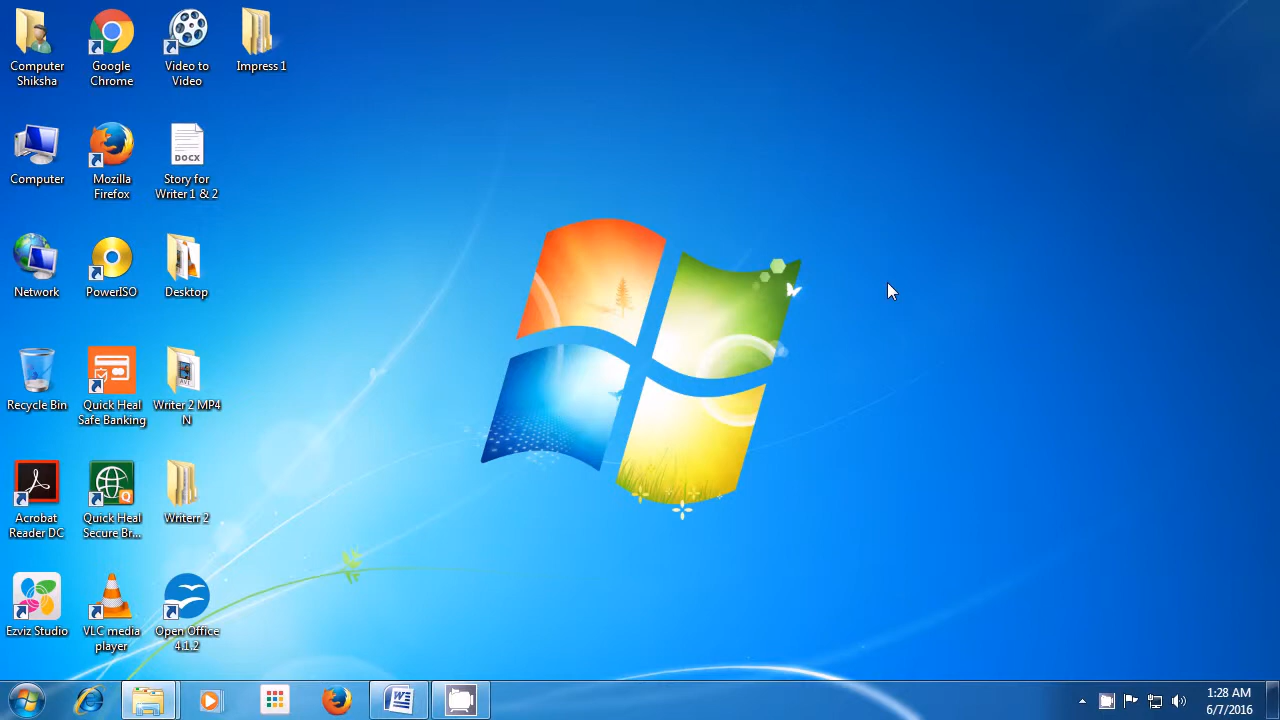 Computer
Shiksha
Google
Chrome
Video to
Video
Impress 1
Computer
Mozilla
Firefox
DOCX
Story for
Writer 1 & 2
Network
PowerISO
Desktop
Recycle Bin
Quick Heal
Safe Banking
Writer 2 MP4
N
Acrobat
Reader DC
Quick Heal
Secure Br...
Writerr 2
Ezviz Studio
VLC media
player
Open Office
4.1.2
1:28 AM
6/7/2016